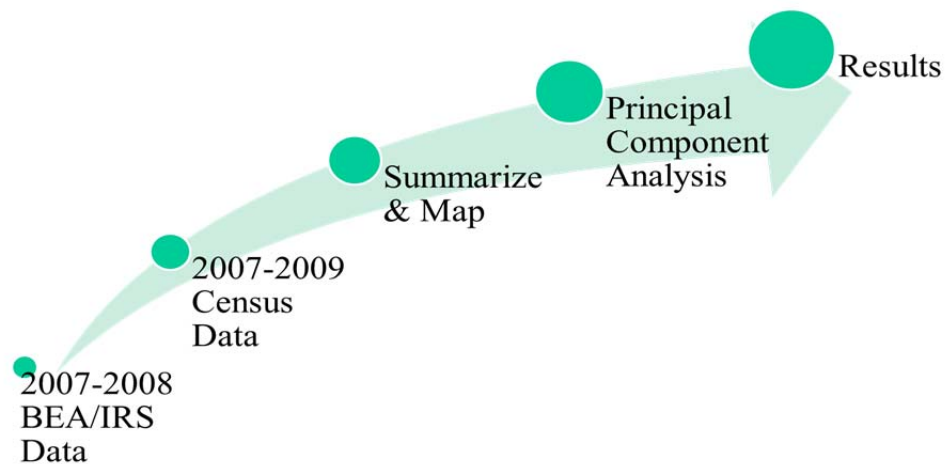 2007-2008
BEA/IRS
Data
2007-2009
Census
Data
Summarize
& Map
Principal
Component
Analysis
Results